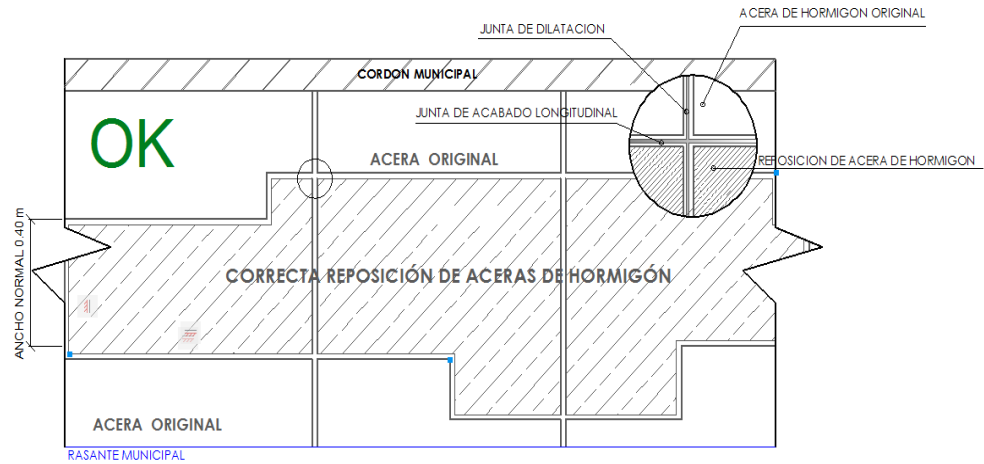 ACERA DE HORMIGON ORIGINAL
JUNTA DE DILATACION
CORDON MUNICIPAL
JUNTA DE ACABADO LONGITUDINAL
OK
ACERA ORIGINAL
REPOSICION DE ACERA DE HORMIGON
ANCHO NORMAL 0.40 m
CORRECTA REPOSICIÓN DE ACERAS DE HORMIGÓN
ACERA ORIGINAL
RASANTE MUNICIPAL